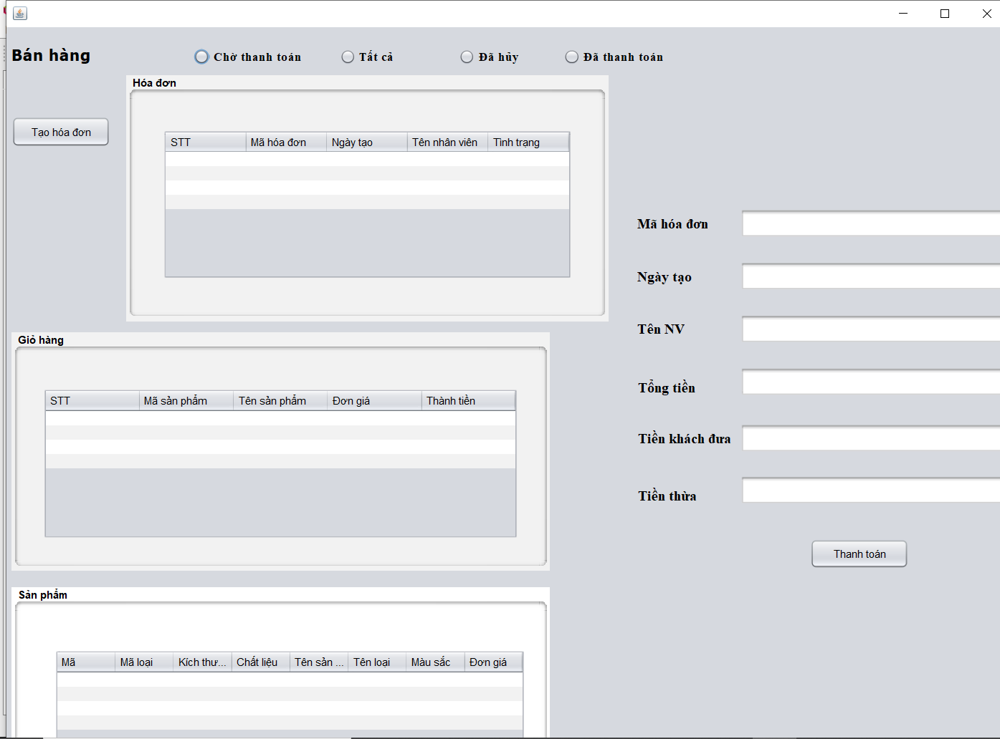 Bán hàng
Chờ thanh toán
Tất cả
Đã hủy
Đã thanh toán
Hóa đơn
Tạo hóa đơn
STT Mã hóa đơn Ngày tạo Tên nhân viên Tình trạng
Mã hóa đơn
Ngày tạo
Tên NV
Tổng tiền
Tiền khách đưa
Tiền thừa
Thanh toán
Giỏ hàng
STT Mã sản phẩm Tên sản phẩm Đơn giá Thành tiền
Sản phẩm
Mã Mã loại Kích thư... Chất liệu Tên sản ... Tên loại Màu sắc Đơn giá